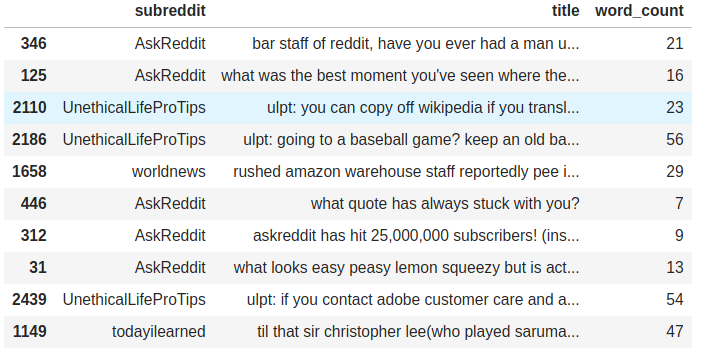 subreddit title word_count
346 AskReddit bar staff of reddit, have you ever had a man u... 21
125 AskReddit what was the best moment you've seen where the... 16
2110 UnethicalLifeProTips ulpt: you can copy off wikipedia if you transl... 23
2186 UnethicalLifeProTips ulpt: going to a baseball game? keep an old ba... 56
1658 worldnews rushed amazon warehouse staff reportedly pee i... 29
446 AskReddit what quote has always stuck with you? 7
312 AskReddit askreddit has hit 25,000,000 subscribers! (ins... 9
31 AskReddit what looks easy peasy lemon squeezy but is act... 13
2439 UnethicalLifeProTips ulpt: if you contact adobe customer care and a... 54
1149 todayilearned til that sir christopher lee(who played saruma... 47